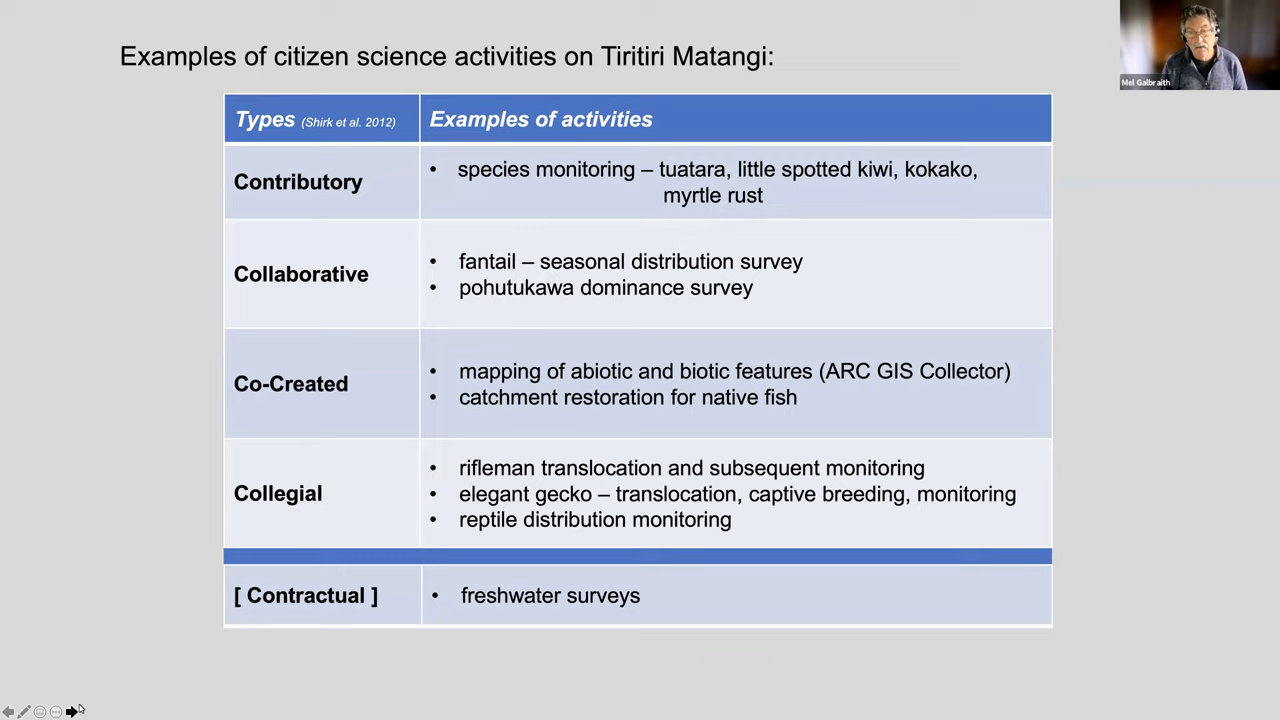 Examples of citizen science activities on Tiritiri Matangi:
Mel Galbraith
Types (Shirk et al. 2012)
Examples of activities
Contributory
• species monitoring – tuatara, little spotted kiwi, kokako,
myrtle rust
Collaborative
• fantail – seasonal distribution survey
• pohutukawa dominance survey
Co-Created
• mapping of abiotic and biotic features (ARC GIS Collector)
• catchment restoration for native fish
Collegial
• rifleman translocation and subsequent monitoring
• elegant gecko – translocation, captive breeding, monitoring
• reptile distribution monitoring
[ Contractual ]
• freshwater surveys